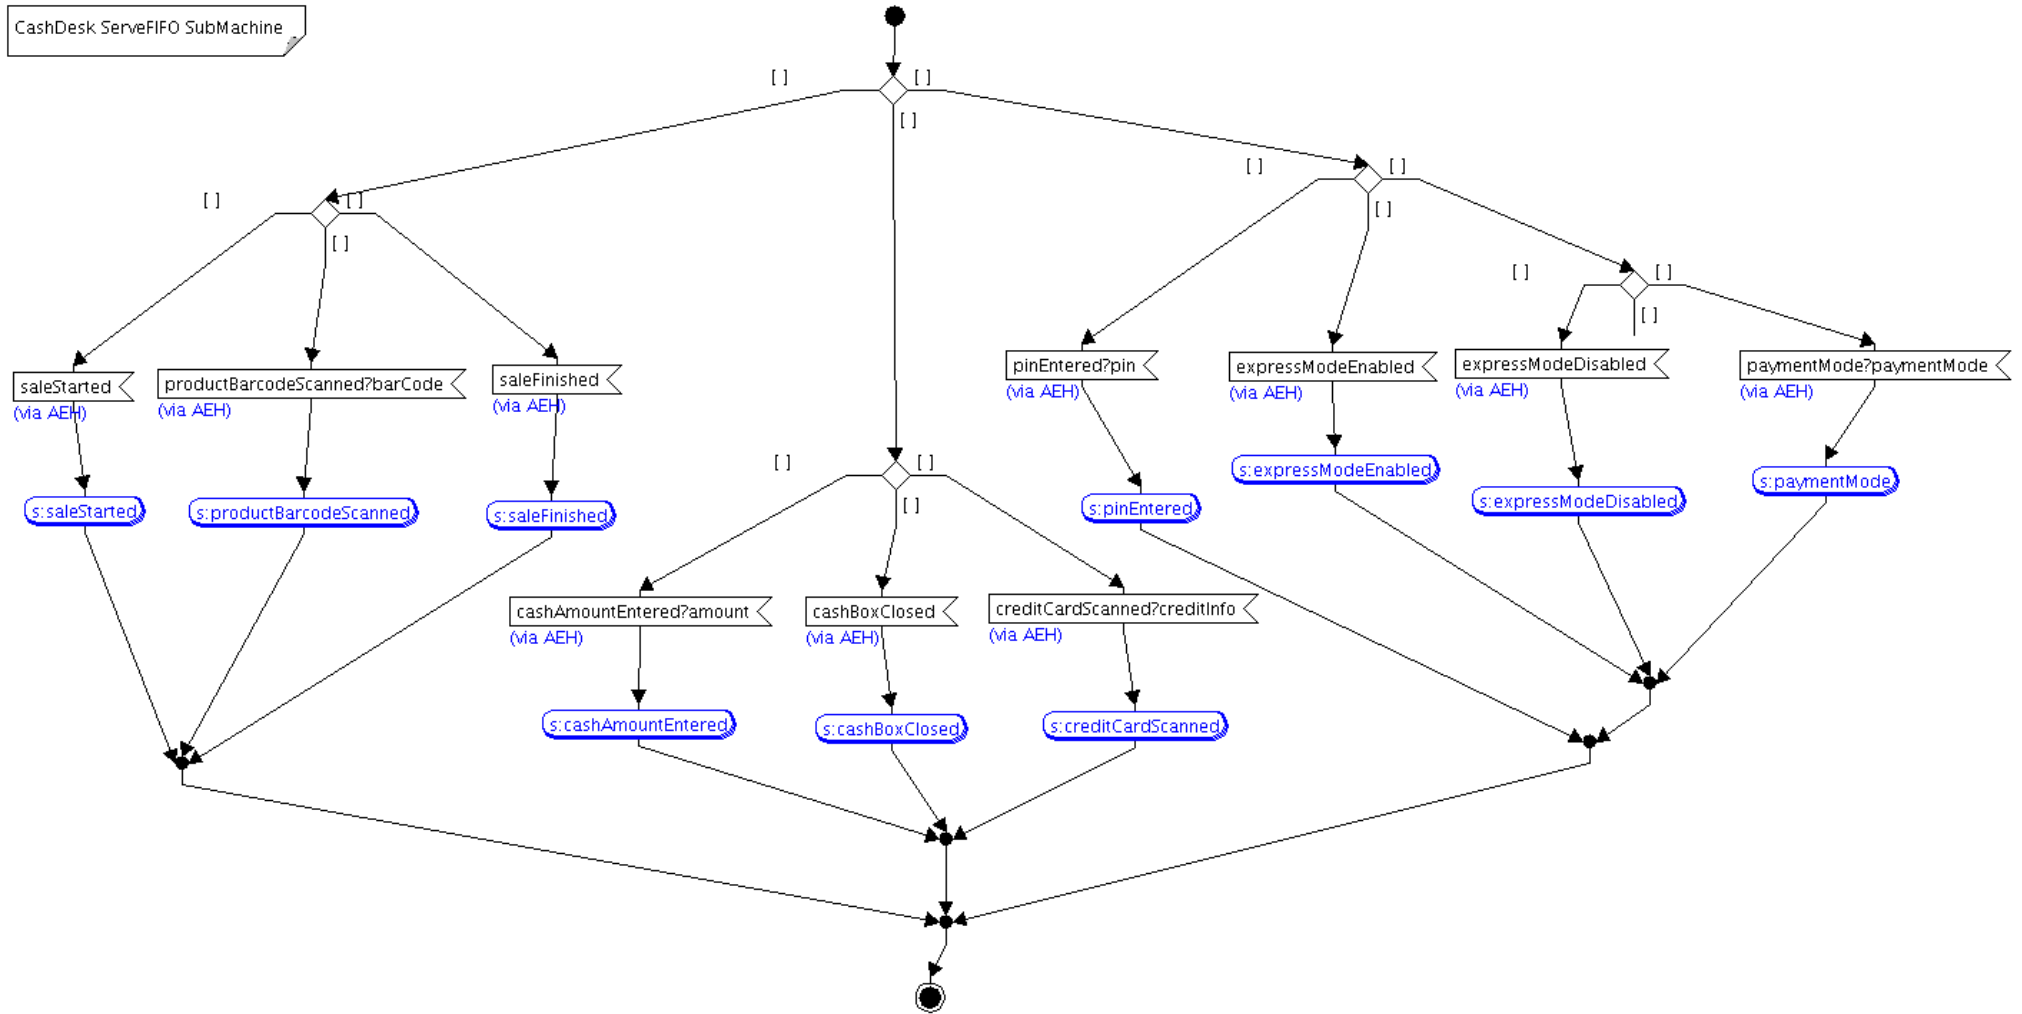 CashDesk ServeFIFO SubMachine
[ ]
[ ]
[ ]
[ ]
[ ]
[ ]
[ ]
[ ]
[ ]
[ ]
[ ]
[ ]
saleStarted
(via AEH)
productBarcodeScanned?barCode
(via AEH)
saleFinished
(via AEH)
pinEntered?pin
(via AEH)
expressModeEnabled
(via AEH)
expressModeDisabled
(via AEH)
paymentMode?paymentMode
(via AEH)
s:saleStarted
s:productBarcodeScanned
s:saleFinished
s:pinEntered
s:expressModeEnabled
s:expressModeDisabled
s:paymentMode
[ ]
[ ]
[ ]
cashAmountEntered?amount
(via AEH)
cashBoxClosed
(via AEH)
creditCardScanned?creditInfo
(via AEH)
s:cashAmountEntered
s:cashBoxClosed
s:creditCardScanned